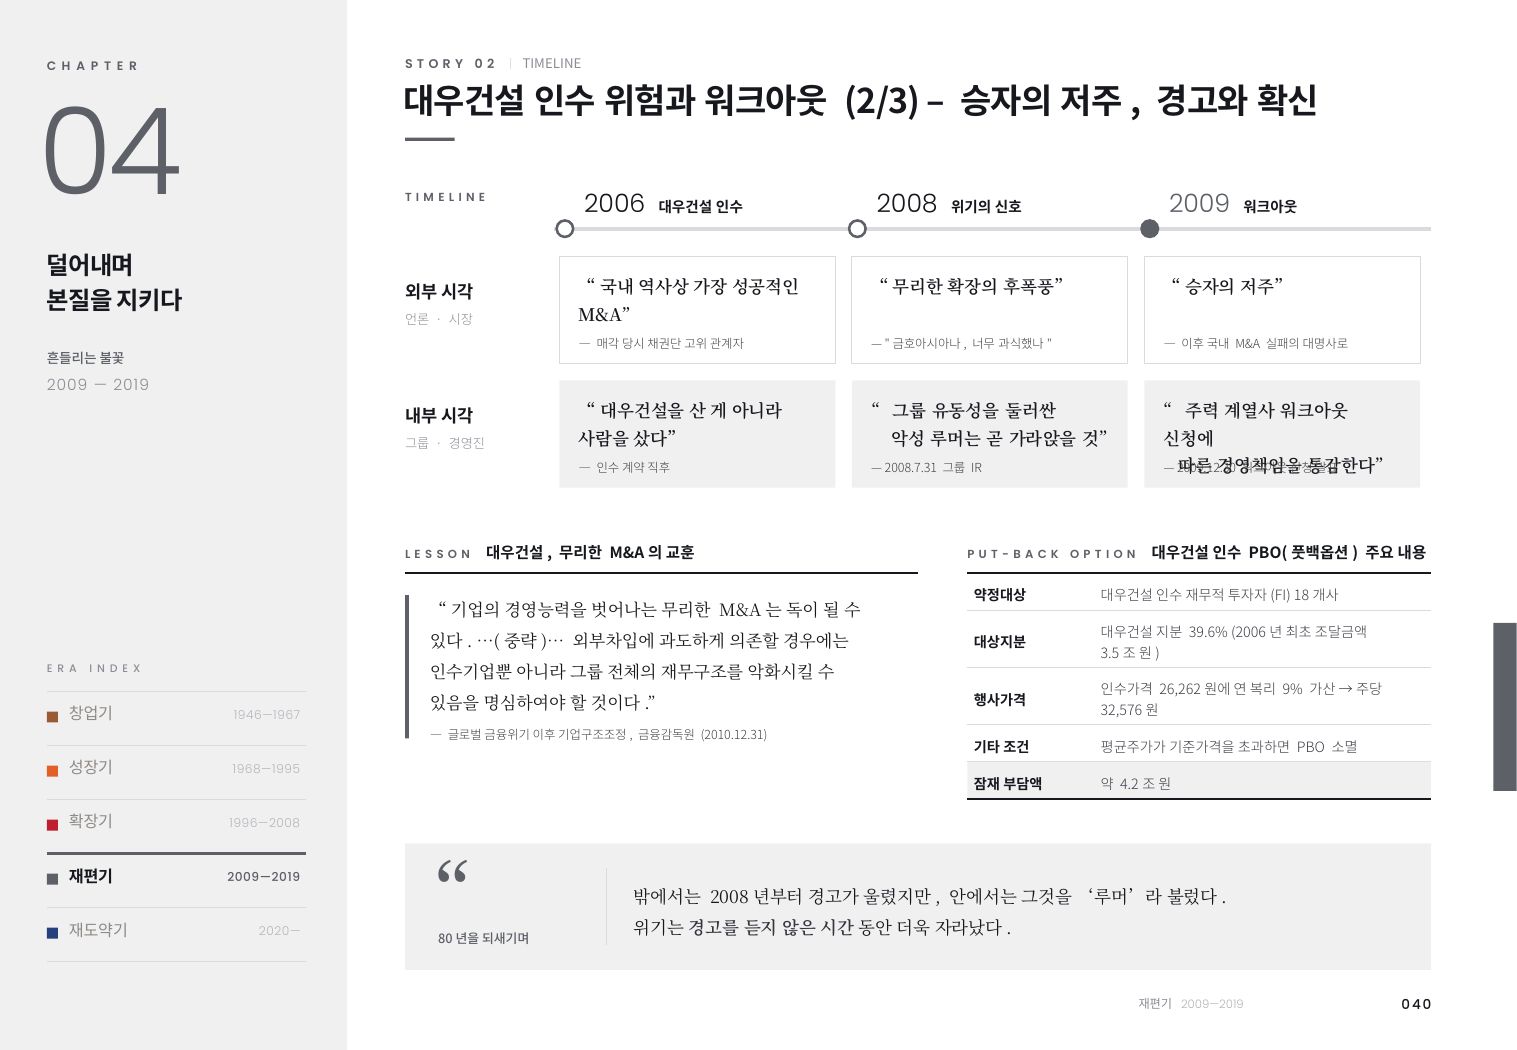 CHAPTER
04
덜어내며
본질을 지키다
흔들리는 불꽃
2009 — 2019
ERA INDEX
창업기 1946—1967
성장기 1968—1995
확장기 1996—2008
재편기 2009—2019
재도약기 2020—
STORY 02 | TIMELINE
대우건설 인수 위험과 워크아웃 (2/3) – 승자의 저주 , 경고와 확신
TIMELINE
2006 대우건설 인수
2008 위기의 신호
2009 워크아웃
외부 시각
언론 · 시장
“ 국내 역사상 가장 성공적인
M&A”
— 매각 당시 채권단 고위 관계자
“ 무리한 확장의 후폭풍”
— " 금호아시아나 , 너무 과식했나 "
“ 승자의 저주”
— 이후 국내 M&A 실패의 대명사로
내부 시각
그룹 · 경영진
“ 대우건설을 산 게 아니라
사람을 샀다”
— 인수 계약 직후
“ 그룹 유동성을 둘러싼
악성 루머는 곧 가라앉을 것”
— 2008.7.31 그룹 IR
“ 주력 계열사 워크아웃
신청에
따른 경영책임을 통감한다”
LESSON 대우건설 , 무리한 M&A 의 교훈
“ 기업의 경영능력을 벗어나는 무리한 M&A 는 독이 될 수
있다 . …( 중략 )… 외부차입에 과도하게 의존할 경우에는
인수기업뿐 아니라 그룹 전체의 재무구조를 악화시킬 수
있음을 명심하여야 할 것이다 .”
— 글로벌 금융위기 이후 기업구조조정 , 금융감독원 (2010.12.31)
PUT-BACK OPTION 대우건설 인수 PBO( 풋백옵션 ) 주요 내용
약정대상 대우건설 인수 재무적 투자자 (FI) 18 개사
대상지분 대우건설 지분 39.6% (2006 년 최초 조달금액
3.5 조 원 )
행사가격 인수가격 26,262 원에 연 복리 9% 가산 → 주당
32,576 원
기타 조건 평균주가가 기준가격을 초과하면 PBO 소멸
잠재 부담액 약 4.2 조 원
“
80 년을 되새기며
밖에서는 2008 년부터 경고가 울렸지만 , 안에서는 그것을 ‘루머’ 라 불렀다 .
위기는 경고를 듣지 않은 시간 동안 더욱 자라났다 .
재편기 2009—2019
040